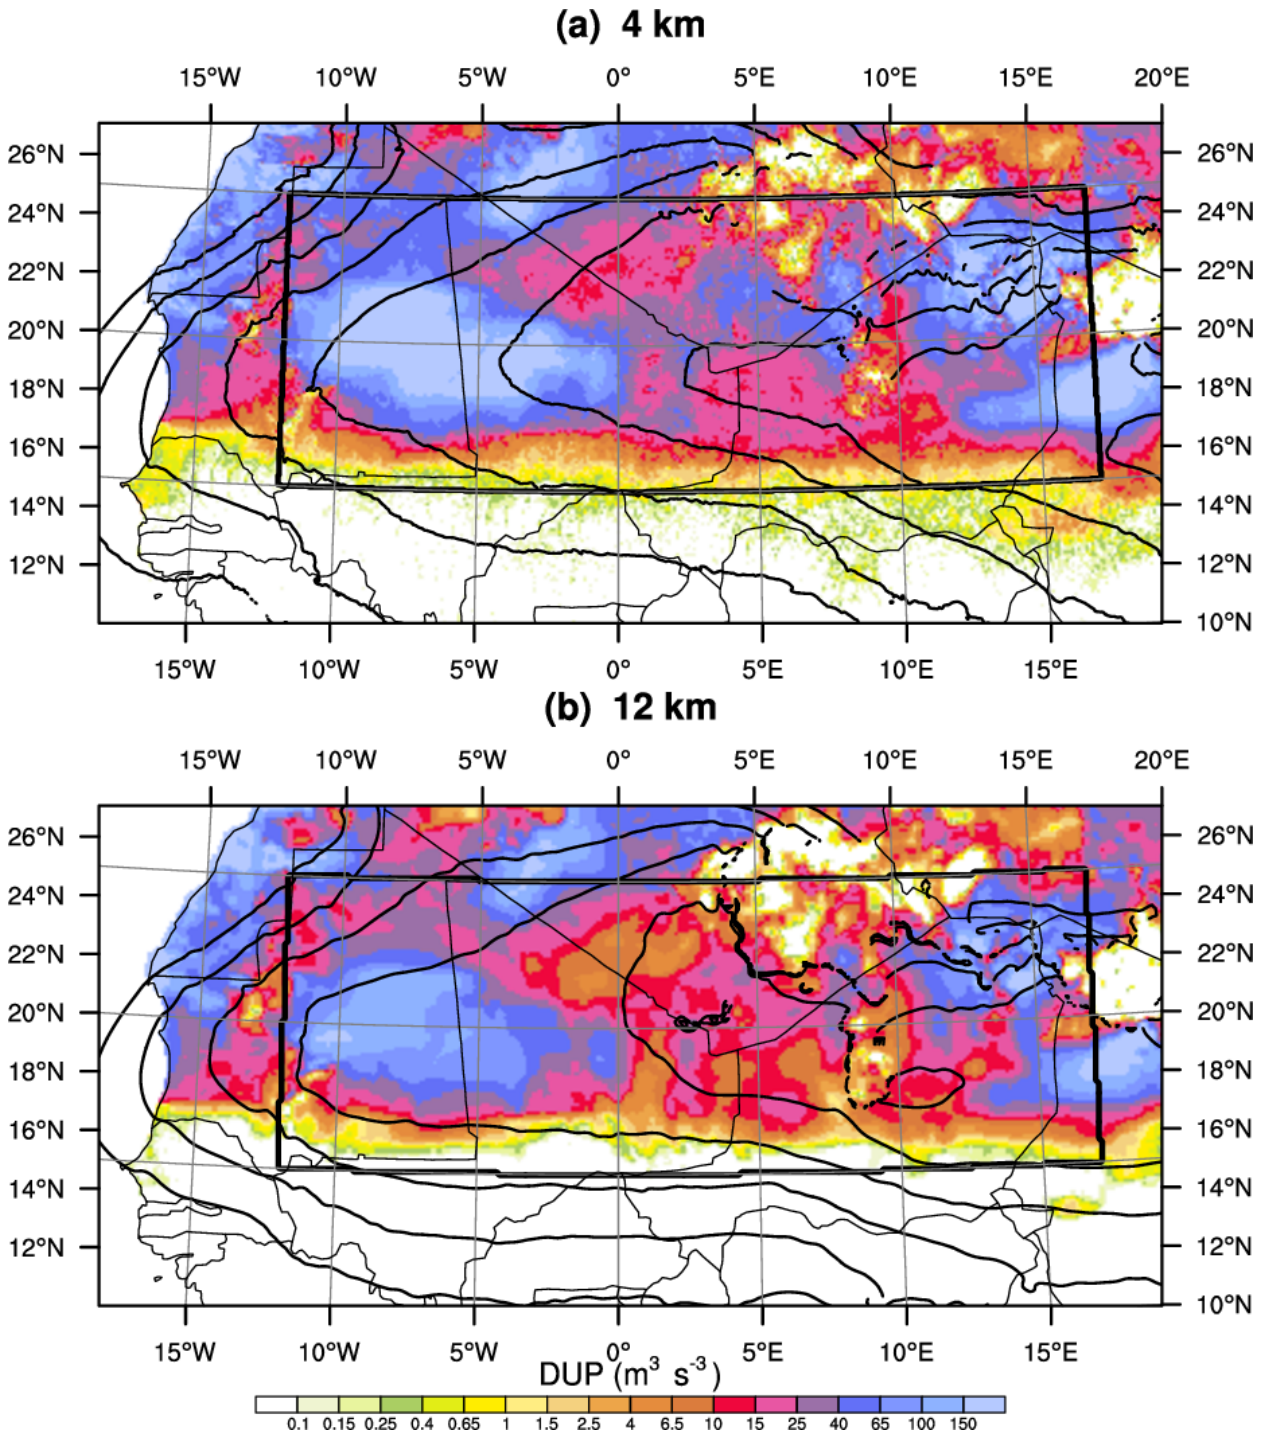 (a) 4 km
15°W 10°W 5°W 0° 5°E 10°E 15°E 20°E
26°N 26°N
24°N 24°N
22°N 22°N
20°N 20°N
18°N 18°N
16°N 16°N
14°N 14°N
12°N 12°N
10°N
15°W 10°W 5°W 0° 5°E 10°E 15°E
(b) 12 km
15°W 10°W 5°W 0° 5°E 10°E 15°E 20°E
26°N 26°N
24°N 24°N
22°N 22°N
20°N 20°N
18°N 18°N
16°N 16°N
14°N 14°N
12°N 12°N
10°N
15°W 10°W 5°W 0° 5°E 10°E 15°E
DUP (m³ s⁻³)
0.1 0.15 0.25 0.4 0.65 1 1.5 2.5 4 6.5 10 15 25 40 65 100 150